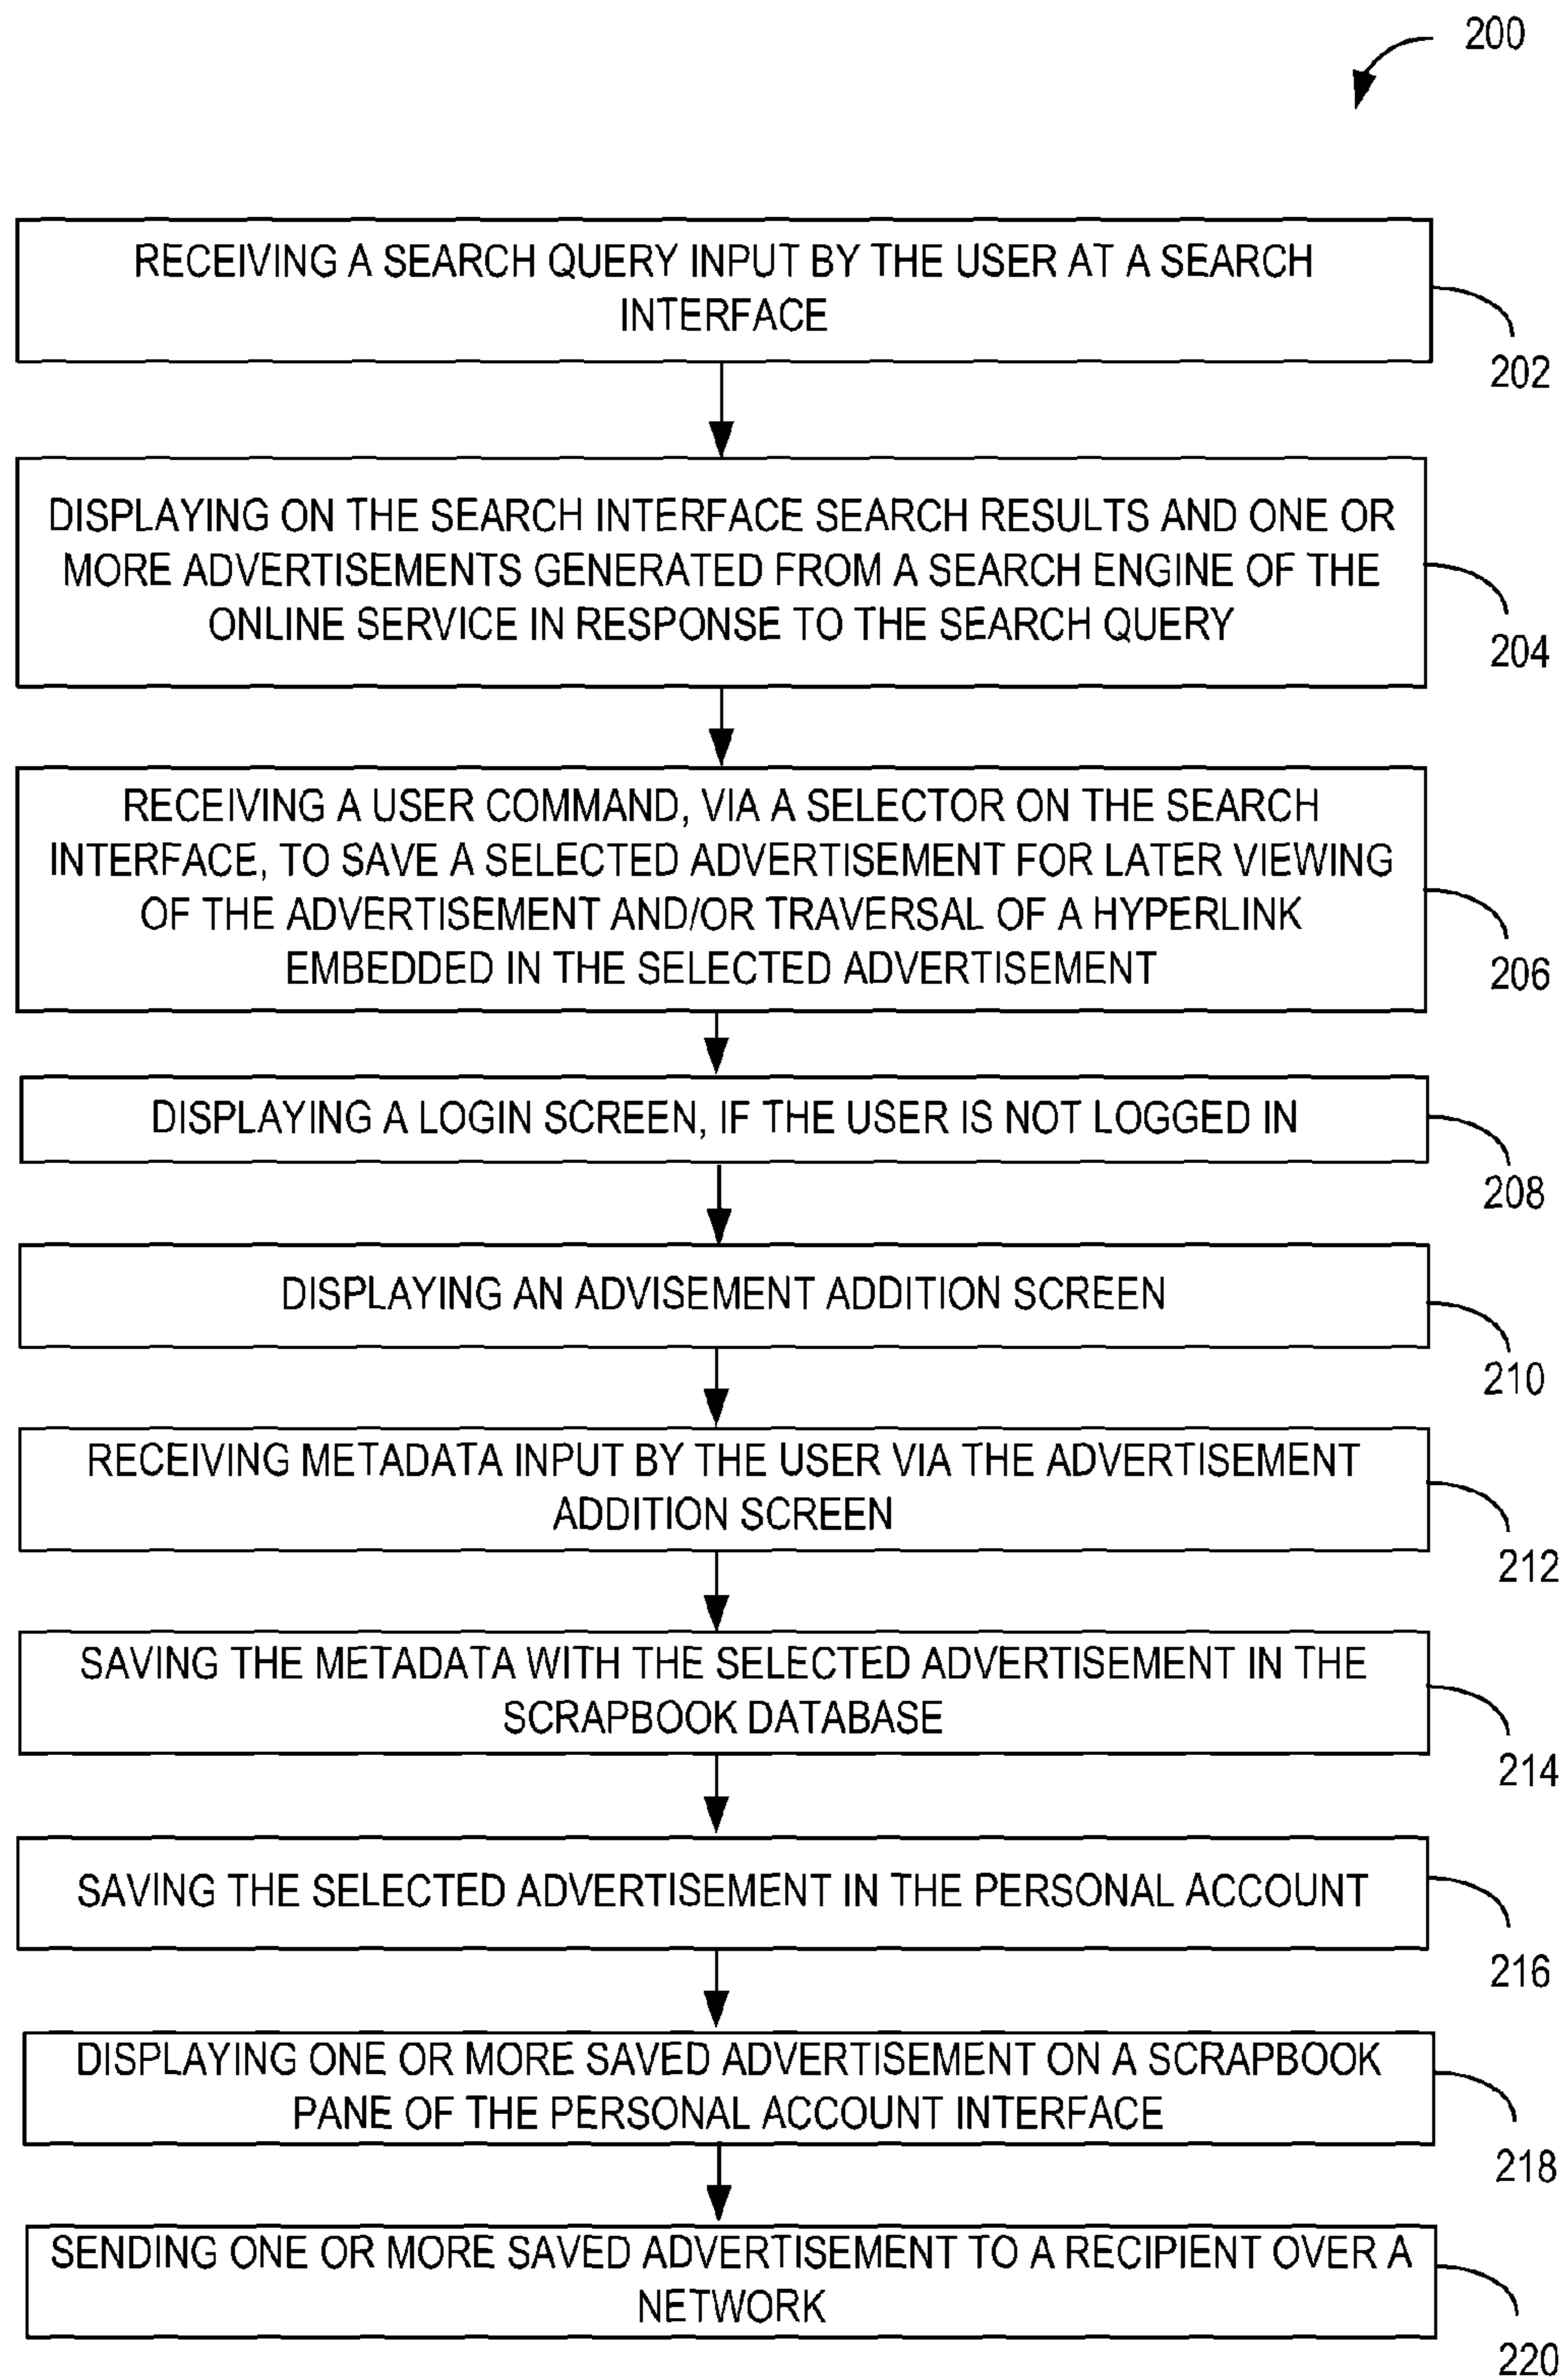 200
RECEIVING A SEARCH QUERY INPUT BY THE USER AT A SEARCH
INTERFACE
202
DISPLAYING ON THE SEARCH INTERFACE SEARCH RESULTS AND ONE OR
MORE ADVERTISEMENTS GENERATED FROM A SEARCH ENGINE OF THE
ONLINE SERVICE IN RESPONSE TO THE SEARCH QUERY
204
RECEIVING A USER COMMAND, VIA A SELECTOR ON THE SEARCH
INTERFACE, TO SAVE A SELECTED ADVERTISEMENT FOR LATER VIEWING
OF THE ADVERTISEMENT AND/OR TRAVERSAL OF A HYPERLINK
EMBEDDED IN THE SELECTED ADVERTISEMENT
206
DISPLAYING A LOGIN SCREEN, IF THE USER IS NOT LOGGED IN
208
DISPLAYING AN ADVISEMENT ADDITION SCREEN
210
RECEIVING METADATA INPUT BY THE USER VIA THE ADVERTISEMENT
ADDITION SCREEN
212
SAVING THE METADATA WITH THE SELECTED ADVERTISEMENT IN THE
SCRAPBOOK DATABASE
214
SAVING THE SELECTED ADVERTISEMENT IN THE PERSONAL ACCOUNT
216
DISPLAYING ONE OR MORE SAVED ADVERTISEMENT ON A SCRAPBOOK
PANE OF THE PERSONAL ACCOUNT INTERFACE
218
SENDING ONE OR MORE SAVED ADVERTISEMENT TO A RECIPIENT OVER A
NETWORK
220